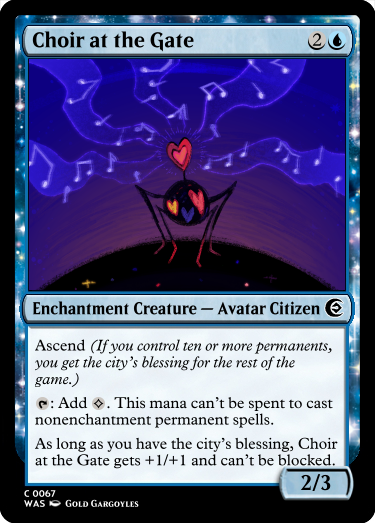 Choir at the Gate 2
Enchantment Creature — Avatar Citizen
Ascend (If you control ten or more permanents,
you get the city's blessing for the rest of the
game.)
: Add . This mana can't be spent to cast
nonenchantment permanent spells.
As long as you have the city's blessing, Choir
at the Gate gets +1/+1 and can't be blocked.
2/3
C 0067
WAS Gold Gargoyles